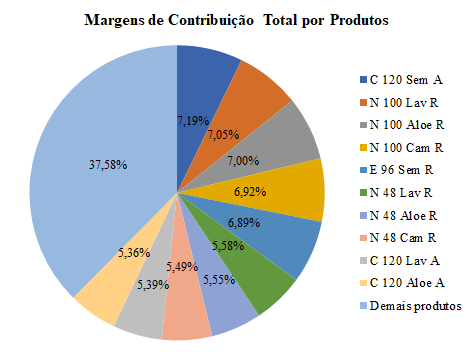 Margens de Contribuição Total por Produtos
7,19%
7,05%
7,00%
6,92%
6,89%
5,58%
5,55%
5,49%
5,39%
5,36%
37,58%
C 120 Sem A
N 100 Lav R
N 100 Aloe R
N 100 Cam R
E 96 Sem R
N 48 Lav R
N 48 Aloe R
N 48 Cam R
C 120 Lav A
C 120 Aloe A
Demais produtos